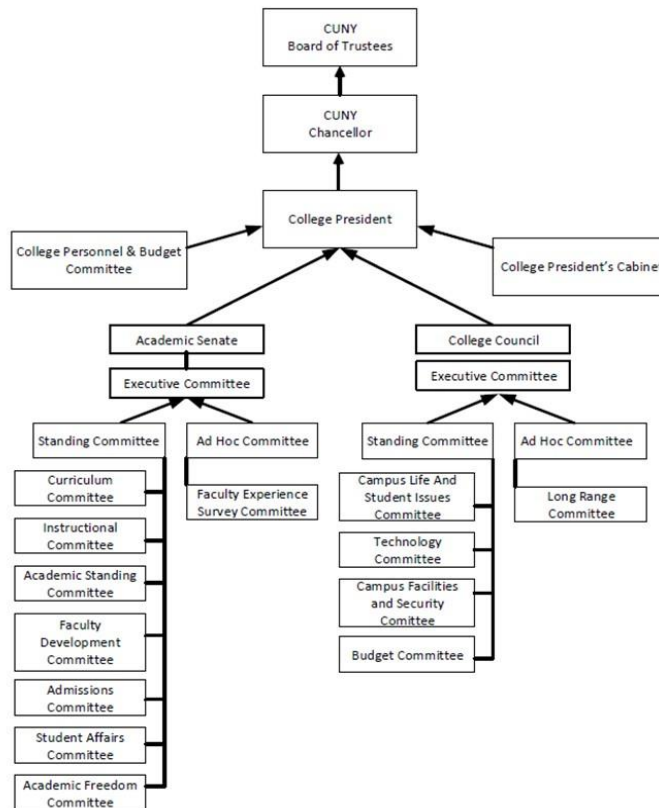 CUNY
Board of Trustees
CUNY
Chancellor
College President
College Personnel & Budget
Committee
College President's Cabinet
Academic Senate
Executive Committee
College Council
Executive Committee
Standing Committee
Ad Hoc Committee
Curriculum
Committee
Instructional
Committee
Academic Standing
Committee
Faculty
Development
Committee
Admissions
Committee
Student Affairs
Committee
Academic Freedom
Committee
Faculty Experience
Survey Committee
Standing Committee
Ad Hoc Committee
Campus Life And
Student Issues
Committee
Technology
Committee
Campus Facilities
and Security
Comittee
Budget Committee
Long Range
Committee